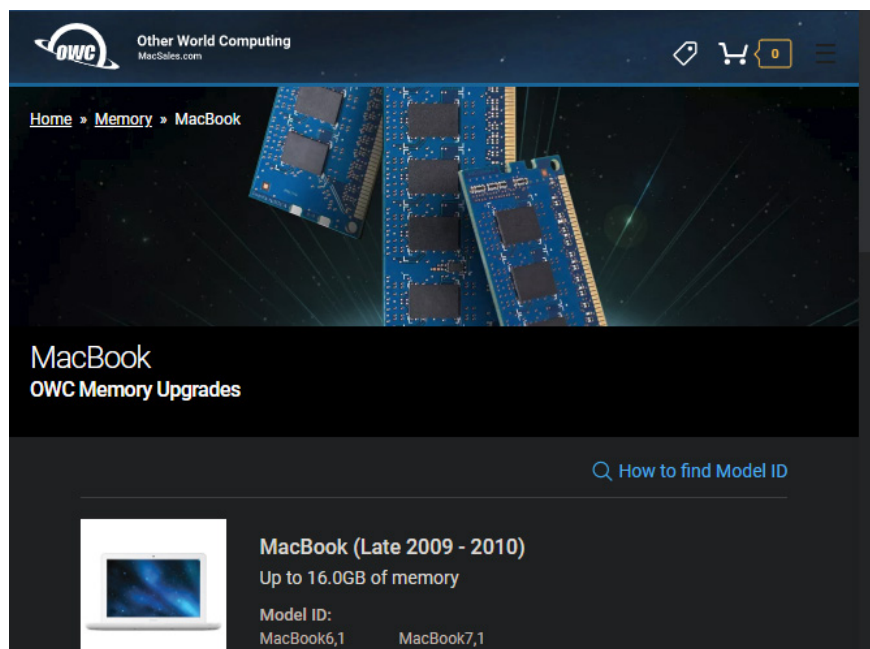 OWC
Other World Computing
MacSales.com
0
Home » Memory » MacBook
MacBook
OWC Memory Upgrades
How to find Model ID
MacBook (Late 2009 - 2010)
Up to 16.0GB of memory
Model ID:
MacBook6,1 MacBook7,1